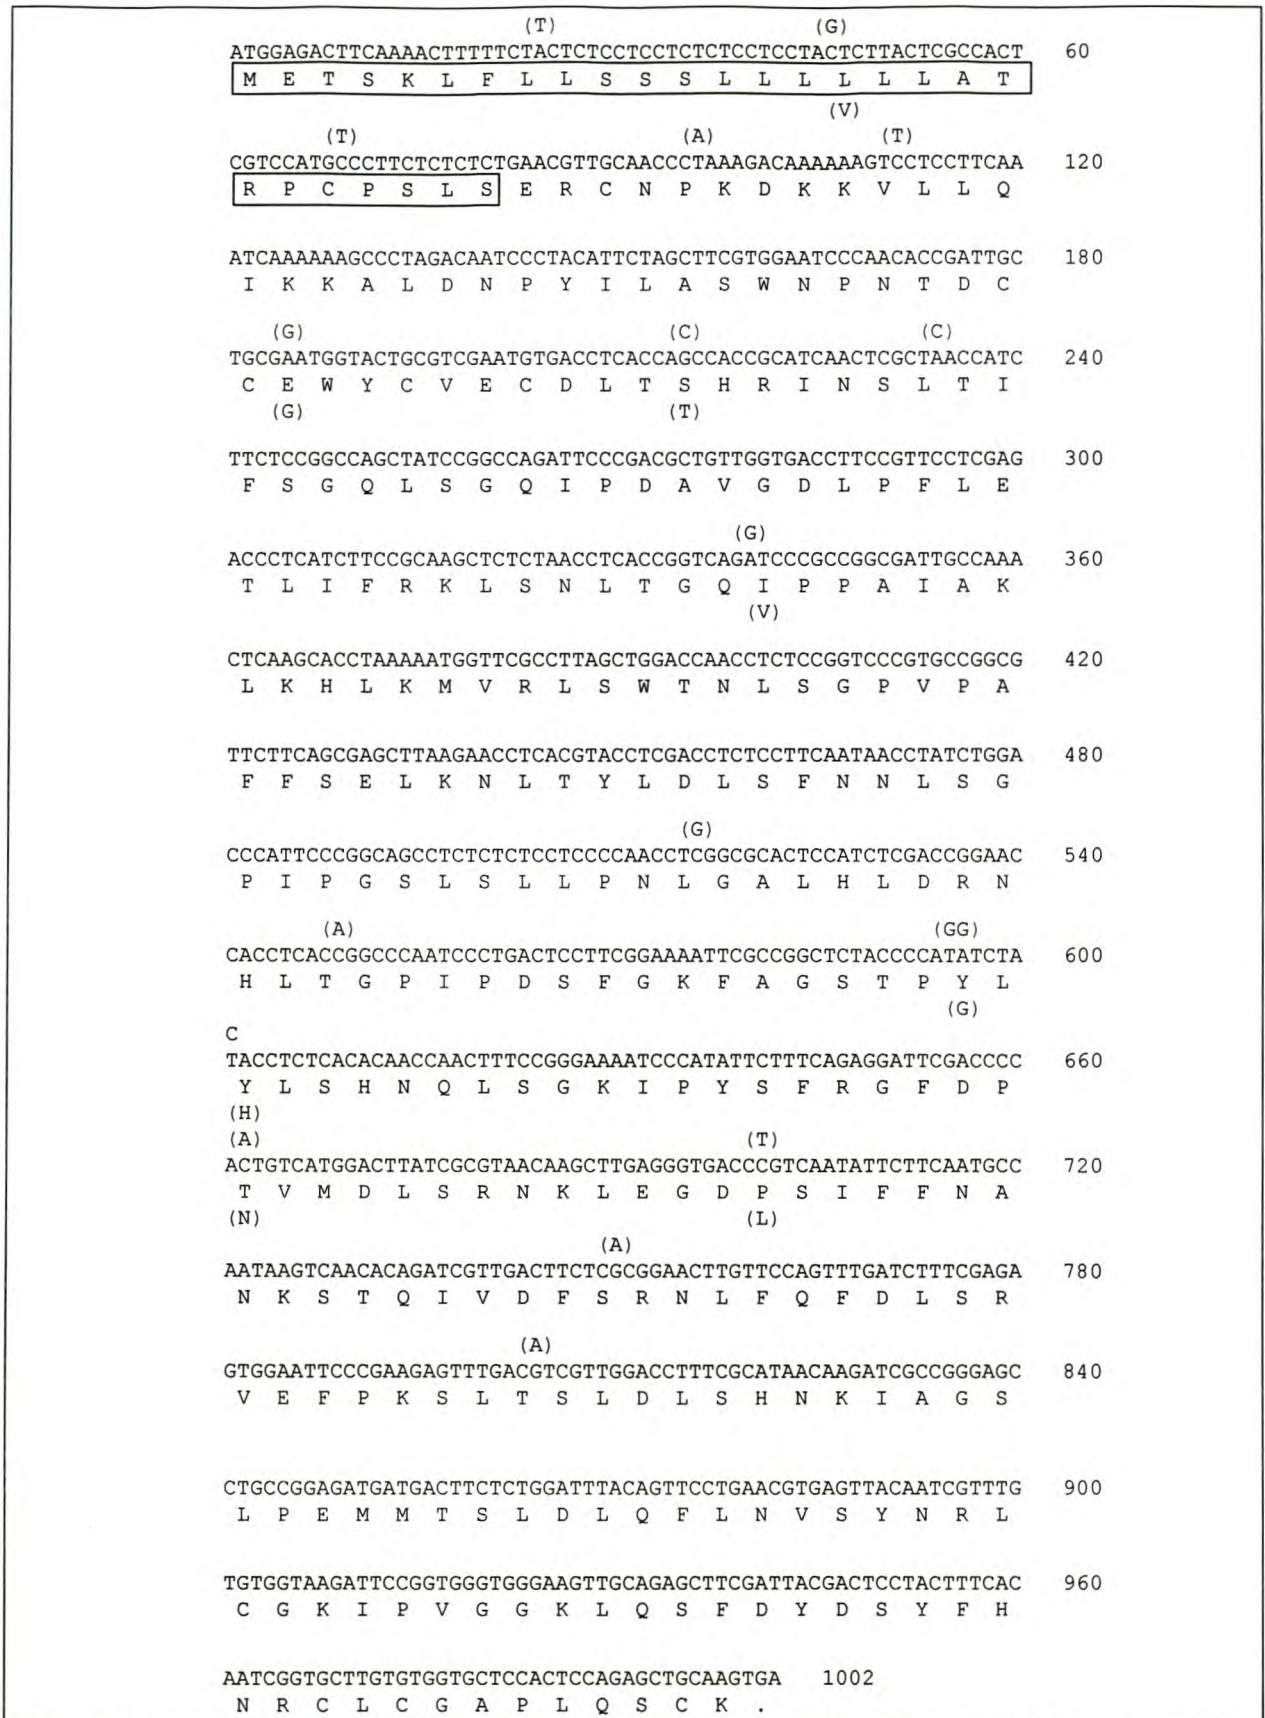 (T) (G)
ATGGAGACTTCAAAACTTTTTCTACTCTCCTCCTCTCTCCTCCTACTCTTACTCGCCACT 60
M E T S K L F L L S S S L L L L L L A T
(V)
(T) (A) (T)
CGTCCATGCCCTTCTCTCTCTGAACGTTGCAACCCTAAAGACAAAAAAGTCCTCCTTCAA 120
R P C P S L S E R C N P K D K K V L L Q
ATCAAAAAAGCCCTAGACAATCCCTACATTCTAGCTTCGTGGAATCCCAACACCGATTGC 180
I K K A L D N P Y I L A S W N P N T D C
(G) (C) (C)
TGCGAATGGTACTGCGTCGAATGTGACCTCACCAGCCACCGCATCAACTCGCTAACCATC 240
C E W Y C V E C D L T S H R I N S L T I
(G) (T)
TTCTCCGGCCAGCTATCCGGCCAGATTCCCGACGCTGTTGGTGACCTTCCGTTCCTCGAG 300
F S G Q L S G Q I P D A V G D L P F L E
(G)
ACCCTCATCTTCCGCAAGCTCTCTAACCTCACCGGTCAGATCCCGCCGGCGATTGCCAAA 360
T L I F R K L S N L T G Q I P P A I A K
(V)
CTCAAGCACCTAAAAATGGTTCGCCTTAGCTGGACCAACCTCTCCGGTCCCGTGCCGGCG 420
L K H L K M V R L S W T N L S G P V P A
TTCTTCAGCGAGCTTAAGAACCTCACGTACCTCGACCTCTCCTTCAATAACCTATCTGGA 480
F F S E L K N L T Y L D L S F N N L S G
(G)
CCCATTCCCGGCAGCCTCTCTCTCCTCCCCAACCTCGGCGCACTCCATCTCGACCGGAAC 540
P I P G S L S L L P N L G A L H L D R N
(A) (GG)
CACCTCACCGGCCCAATCCCTGACTCCTTCGGAAAATTCGCCGGCTCTACCCCATATCTA 600
H L T G P I P D S F G K F A G S T P Y L
(G)
C
TACCTCTCACACAACCAACTTTCCGGGAAAATCCCATATTCTTTCAGAGGATTCGACCCC 660
Y L S H N Q L S G K I P Y S F R G F D P
(H)
(A) (T)
ACTGTCATGGACTTATCGCGTAACAAGCTTGAGGGTGACCCGTCAATATTCTTCAATGCC 720
T V M D L S R N K L E G D P S I F F N A
(N) (L)
(A)
AATAAGTCAACACAGATCGTTGACTTCTCGCGGAACTTGTTCCAGTTTGATCTTTCGAGA 780
N K S T Q I V D F S R N L F Q F D L S R
(A)
GTGGAATTCCCGAAGAGTTTGACGTCGTTGGACCTTTCGCATAACAAGATCGCCGGGAGC 840
V E F P K S L T S L D L S H N K I A G S
CTGCCGGAGATGATGACTTCTCTGGATTTACAGTTCCTGAACGTGAGTTACAATCGTTTG 900
L P E M M T S L D L Q F L N V S Y N R L
TGTGGTAAGATTCCGGTGGGTGGGAAGTTGCAGAGCTTCGATTACGACTCCTACTTTCAC 960
C G K I P V G G K L Q S F D Y D S Y F H
AATCGGTGCTTGTGTGGTGCTCCACTCCAGAGCTGCAAGTGA 1002
N R C L C G A P L Q S C K .